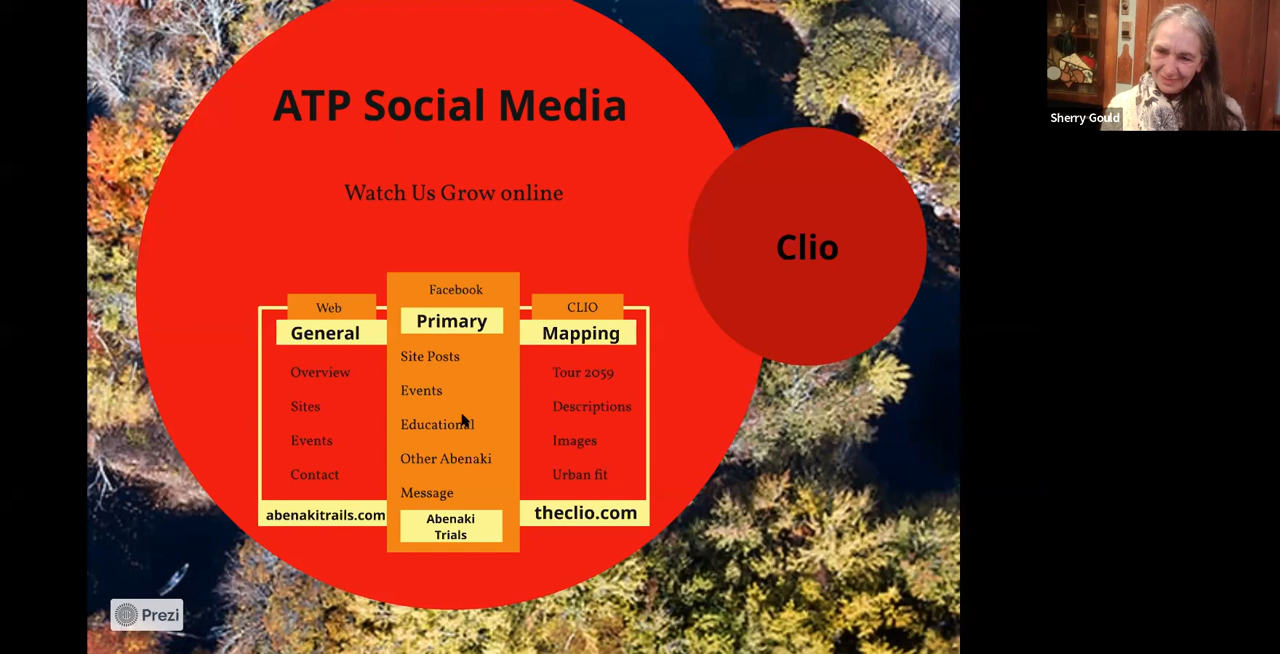 ATP Social Media
Watch Us Grow online
Clio
Web
General
Overview
Sites
Events
Contact
abenakitrails.com
Facebook
Primary
Site Posts
Events
Educational
Other Abenaki
Message
Abenaki
Trials
CLIO
Mapping
Tour 2059
Descriptions
Images
Urban fit
theclio.com
Prezi
Sherry Gould